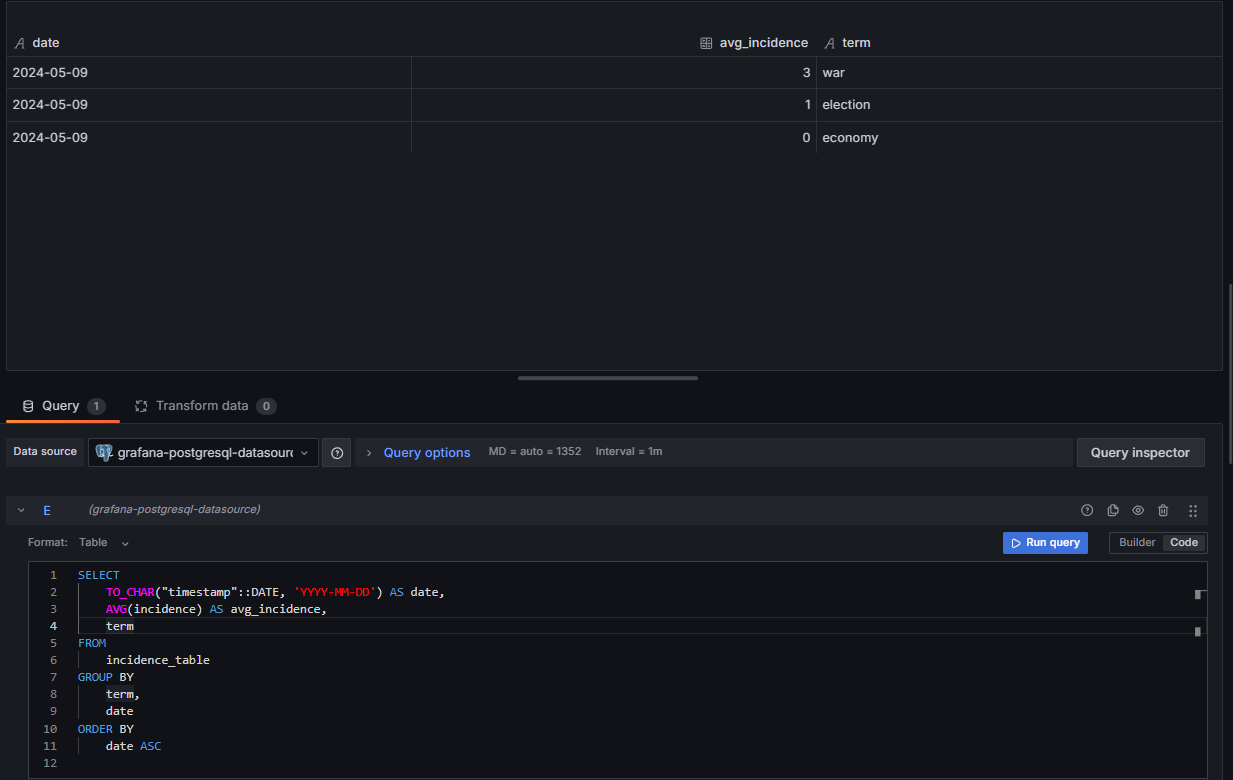 date avg_incidence term
2024-05-09 3 war
2024-05-09 1 election
2024-05-09 0 economy
Query 1 Transform data 0
Data source grafana-postgresql-datasourc Query options MD = auto = 1352 Interval = 1m Query inspector
E (grafana-postgresql-datasource)
Format: Table Run query Builder Code
1 SELECT
2 TO_CHAR("timestamp"::DATE, 'YYYY-MM-DD') AS date,
3 AVG(incidence) AS avg_incidence,
4 term
5 FROM
6 incidence_table
7 GROUP BY
8 term,
9 date
10 ORDER BY
11 date ASC
12